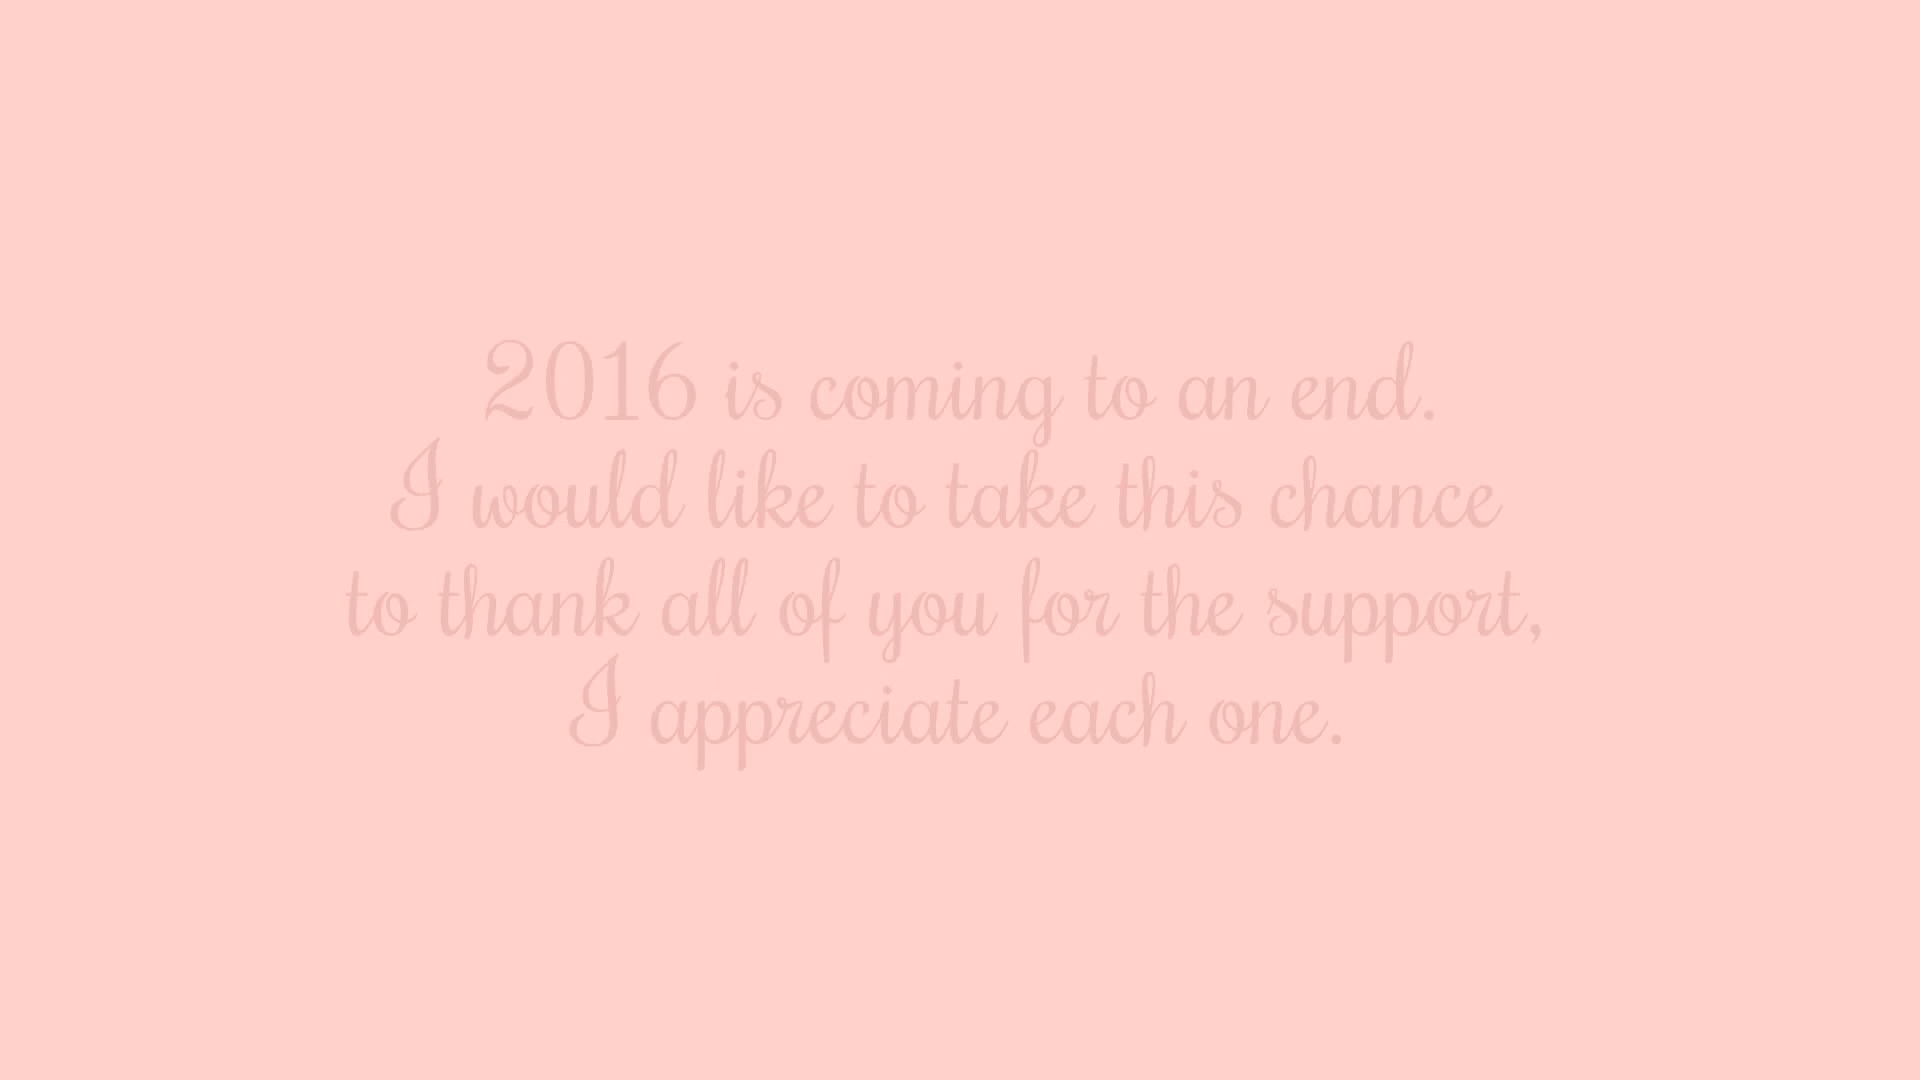 2016 is coming to an end.
I would like to take this chance
to thank all of you for the support,
I appreciate each one.